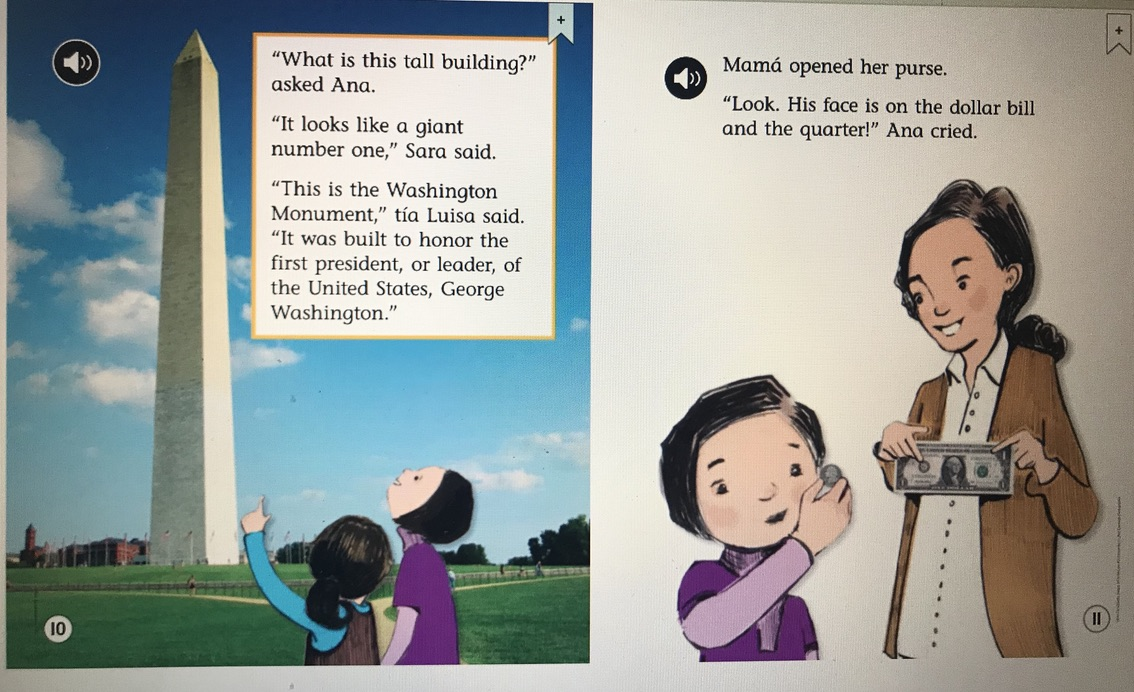 +
“What is this tall building?”
asked Ana.
“It looks like a giant
number one,” Sara said.
“This is the Washington
Monument,” tía Luisa said.
“It was built to honor the
first president, or leader, of
the United States, George
Washington.”
10
+
Mamá opened her purse.
“Look. His face is on the dollar bill
and the quarter!” Ana cried.
11